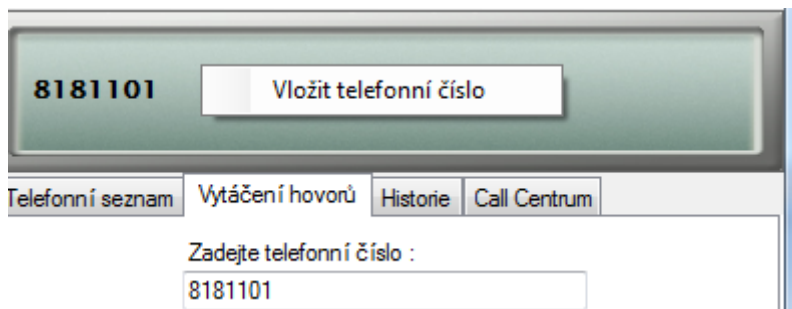 8181101 Vložit telefonní číslo
Telefonní seznam Vytáčení hovorů Historie Call Centrum
Zadejte telefonní číslo :
8181101